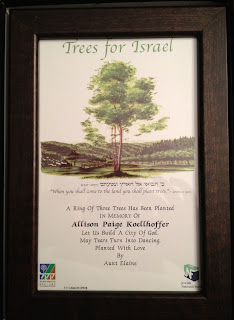 Trees for Israel
"When you shall come to the land you shall plant trees."
A Ring Of Three Trees Has Been Planted
IN MEMORY OF
Allison Paige Koellhoffer
Let Us Build A City Of God.
May Tears Turn Into Dancing.
Planted With Love
By
Aunt Elaine